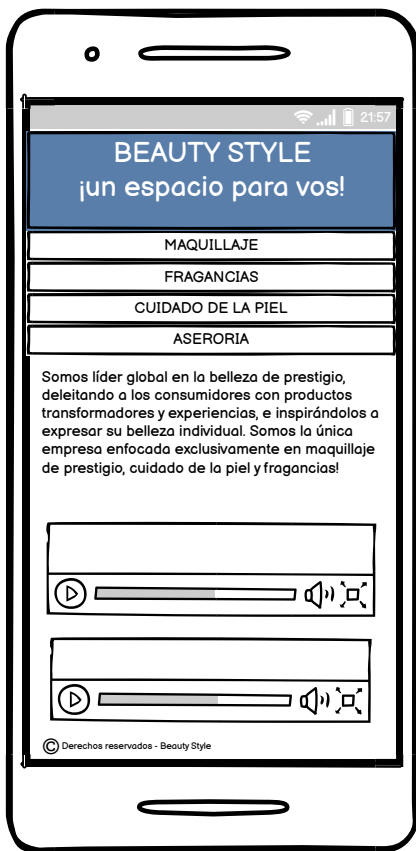 21:57
BEAUTY STYLE
¡un espacio para vos!
MAQUILLAJE
FRAGANCIAS
CUIDADO DE LA PIEL
ASERORIA
Somos líder global en la belleza de prestigio,
deleitando a los consumidores con productos
transformadores y experiencias, e inspirándolos a
expresar su belleza individual. Somos la única
empresa enfocada exclusivamente en maquillaje
de prestigio, cuidado de la piel y fragancias!
© Derechos reservados - Beauty Style